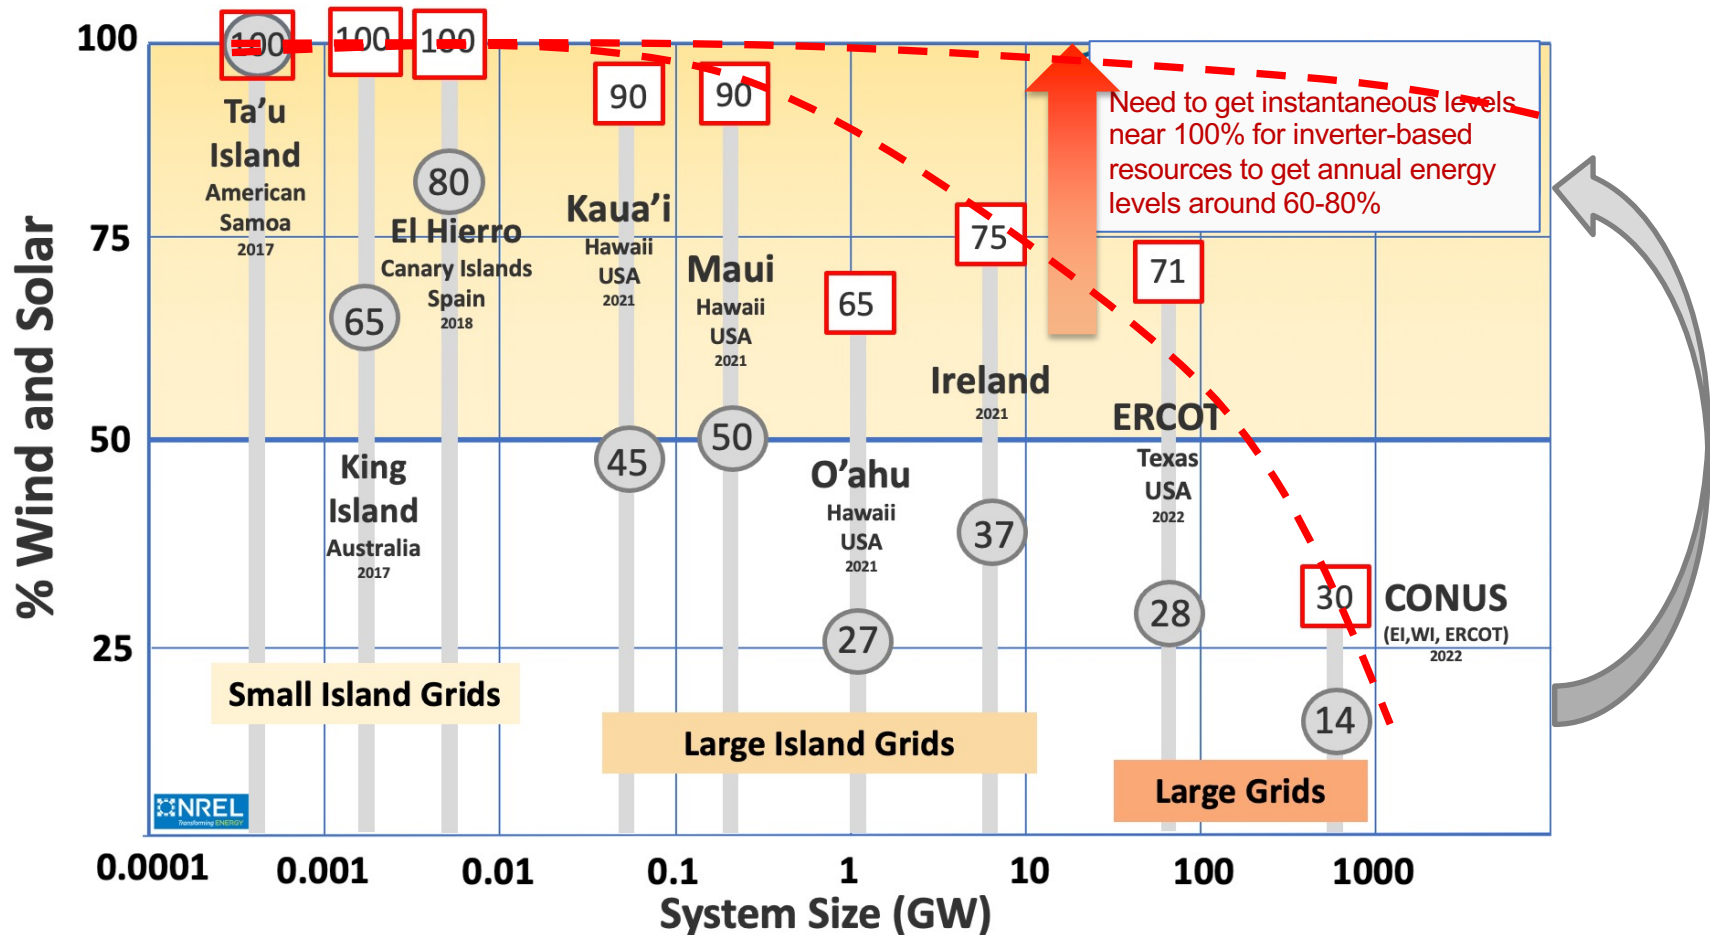 % Wind and Solar
100
75
50
25
100
100
100
90
90
Need to get instantaneous levels
near 100% for inverter-based
resources to get annual energy
levels around 60-80%
Ta’u
Island
American
Samoa
2017
80
El Hierro
Canary Islands
Spain
2018
65
Kaua’i
Hawaii
USA
2021
Maui
Hawaii
USA
2021
65
75
71
Ireland
2021
ERCOT
Texas
USA
2022
King
Island
Australia
2017
45
50
O’ahu
Hawaii
USA
2021
37
27
28
30
CONUS
(EI,WI, ERCOT)
2022
14
Small Island Grids
Large Island Grids
Large Grids
NREL
Transforming ENERGY
0.0001
0.001
0.01
0.1
1
10
100
1000
System Size (GW)